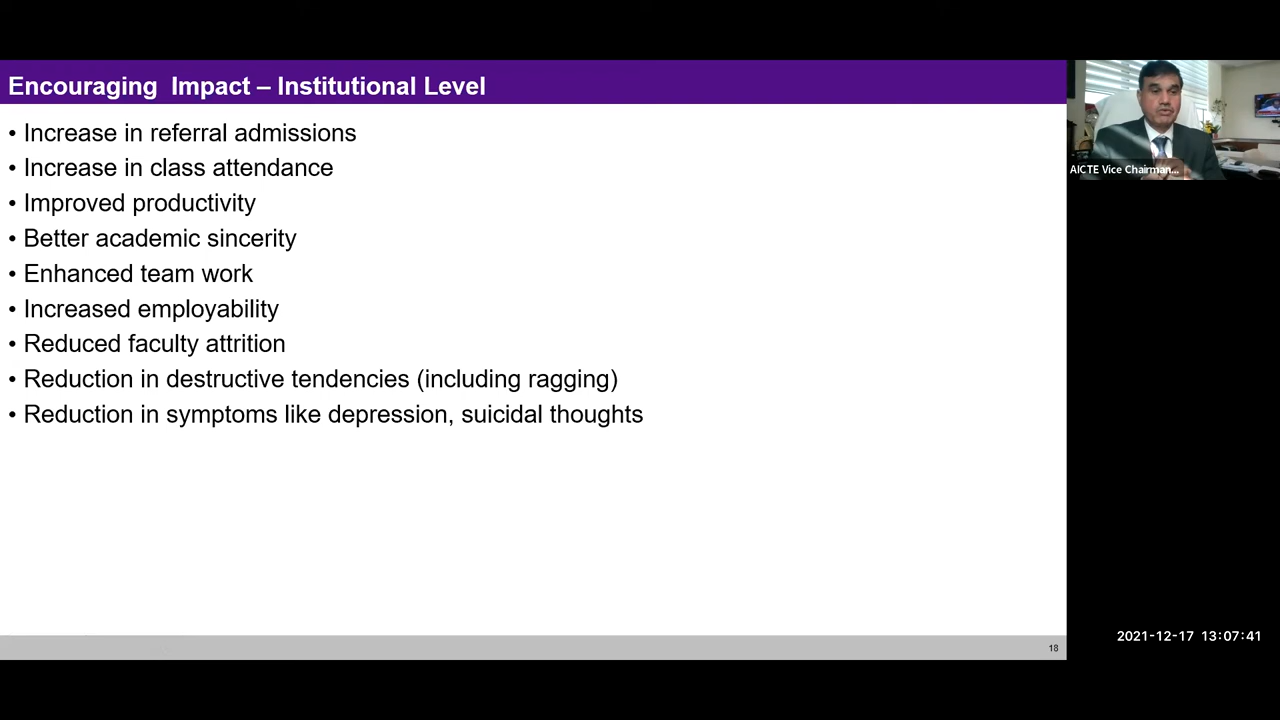 Encouraging Impact – Institutional Level
• Increase in referral admissions
• Increase in class attendance
• Improved productivity
• Better academic sincerity
• Enhanced team work
• Increased employability
• Reduced faculty attrition
• Reduction in destructive tendencies (including ragging)
• Reduction in symptoms like depression, suicidal thoughts
18
AICTE Vice Chairman...
2021-12-17 13:07:41